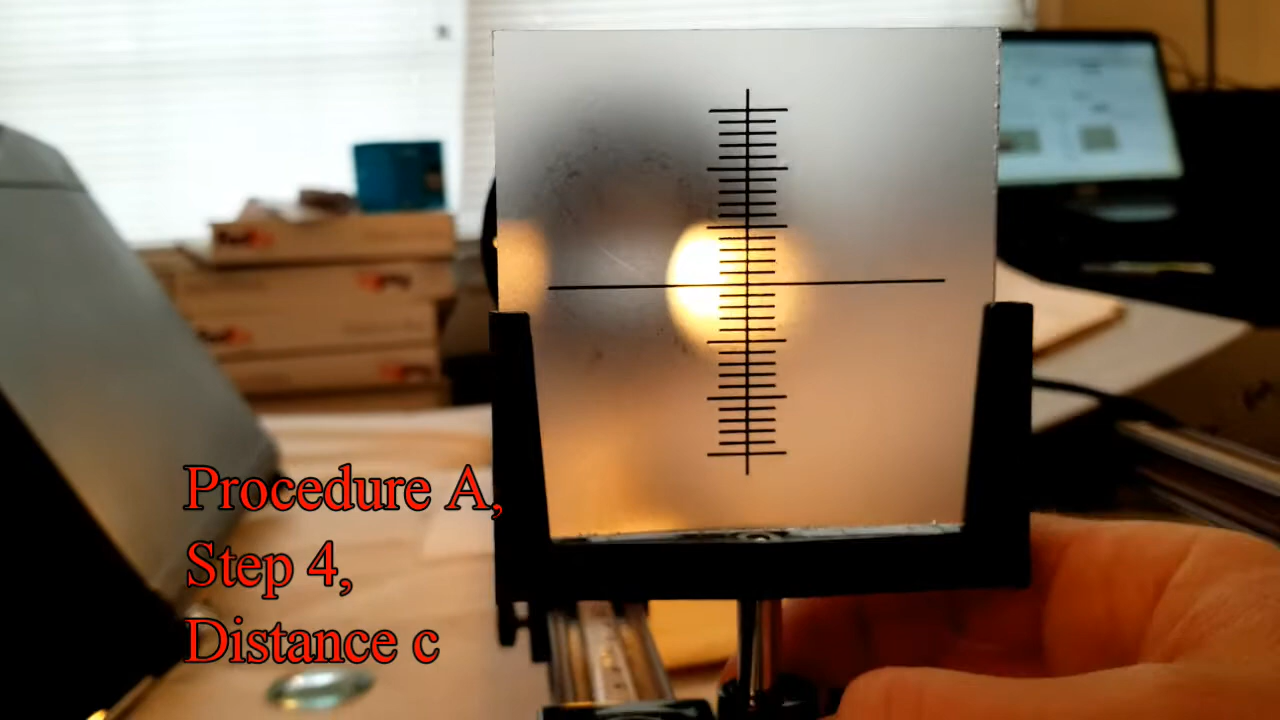 Procedure A,
Step 4,
Distance c